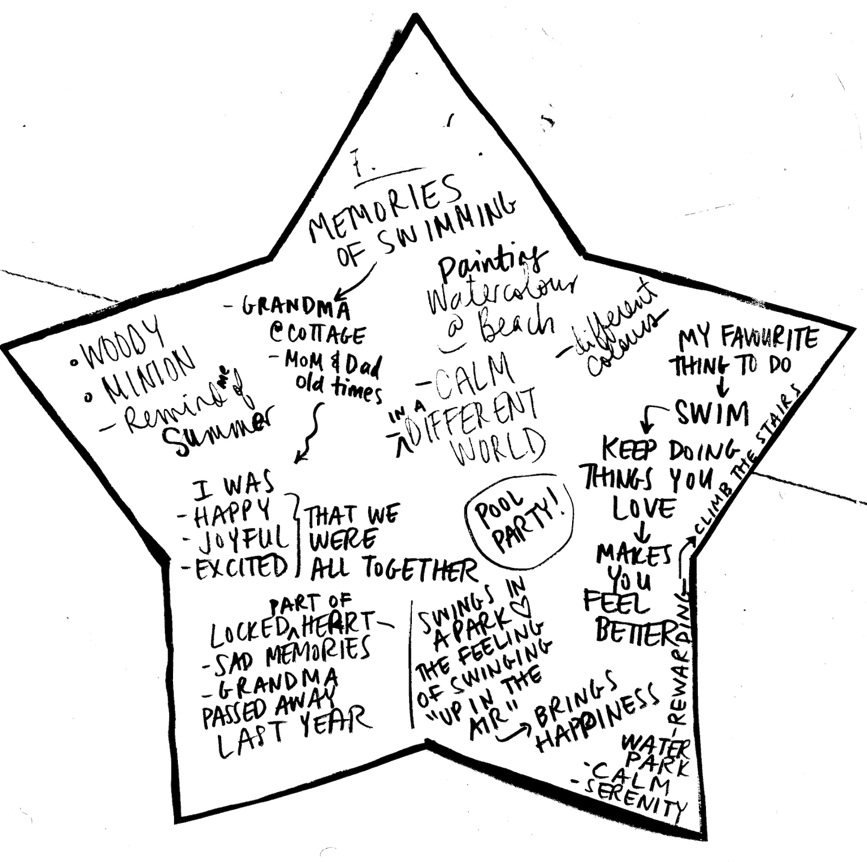 7.
MEMORIES
OF SWIMMING
- GRANDMA
@ COTTAGE
- MOM & Dad
old times
• WOODY
• MINION
- Remind me of
Summer
Painting
Watercolour
@ Beach
- different
colours
- CALM
- IN A DIFFERENT
WORLD
MY FAVOURITE
THING TO DO
SWIM
KEEP DOING
THINGS YOU
LOVE
MAKES
YOU
FEEL
BETTER
- REWARDING
CLIMB THE STAIRS
I WAS
- HAPPY
- JOYFUL
- EXCITED
THAT WE
WERE
ALL TOGETHER
POOL
PARTY!
PART OF
LOCKED HEART -
- SAD MEMORIES
- GRANDMA
PASSED AWAY
LAST YEAR
SWINGS IN
A PARK ♡
THE FEELING
OF SWINGING
"UP IN THE
AIR"
BRINGS
HAPPINESS
WATER
PARK
- CALM
- SERENITY